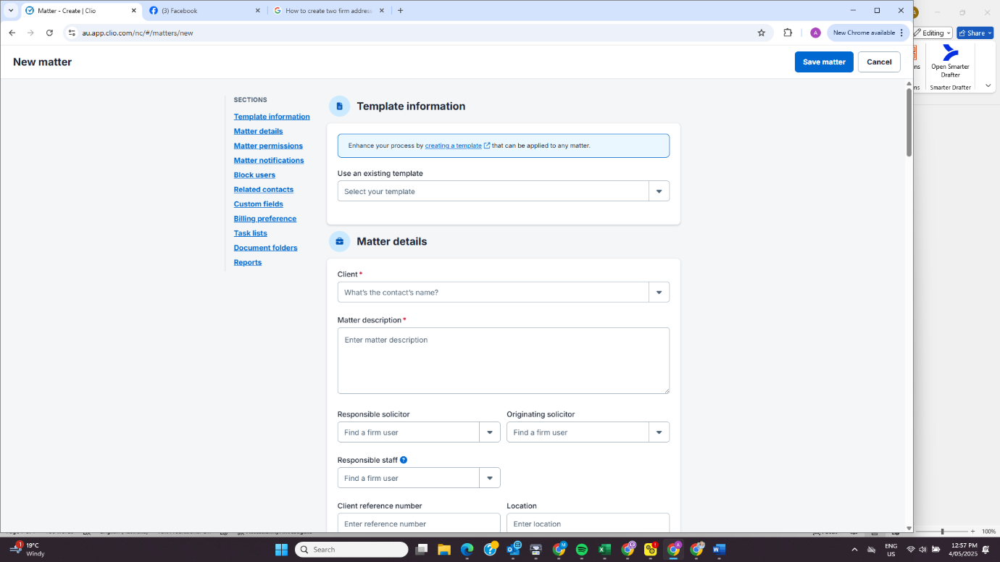 Matter - Create | Clio
(3) Facebook
How to create two firm address
au.app.clio.com/nc/#/matters/new
A
New Chrome available
Editing
Share
New matter
Save matter
Cancel
Open Smarter
Drafter
Smarter Drafter
SECTIONS
Template information
Matter details
Matter permissions
Matter notifications
Block users
Related contacts
Custom fields
Billing preference
Task lists
Document folders
Reports
Template information
Enhance your process by creating a template that can be applied to any matter.
Use an existing template
Select your template
Matter details
Client *
What's the contact's name?
Matter description *
Enter matter description
Responsible solicitor
Originating solicitor
Find a firm user
Find a firm user
Responsible staff ?
Find a firm user
Client reference number
Location
Enter reference number
Enter location
100%
1
19°C
Windy
Search
ENG
US
12:57 PM
4/05/2025